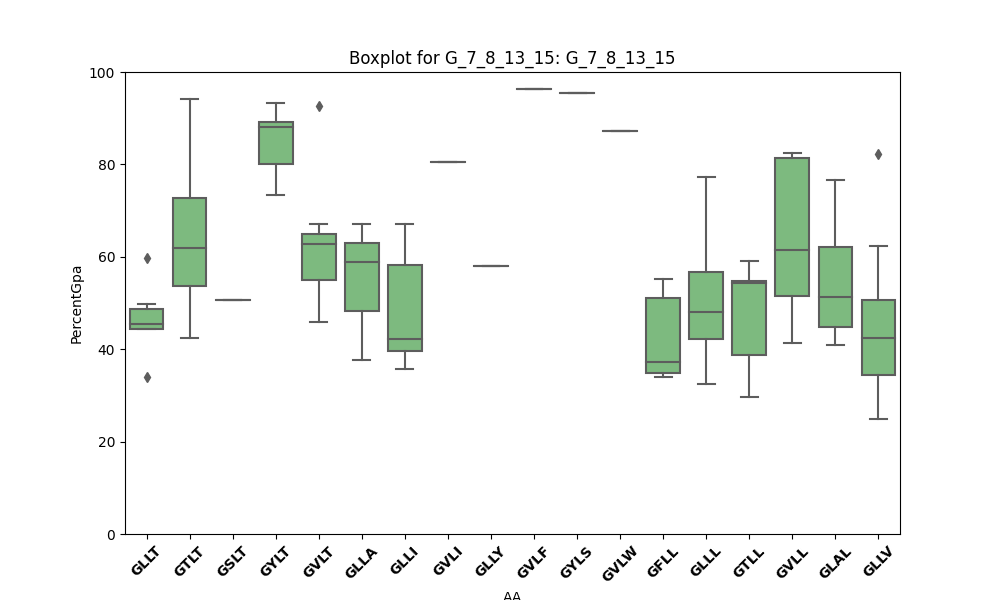 Boxplot for G_7_8_13_15: G_7_8_13_15
100
80
60
40
20
0
PercentGpa
GLLT GTLT GSLT GYLT GVLT GLLA GLLI GVLI GLLY GVLF GYLS GVLW GFLL GLLL GTLL GVLL GLAL GLLV
AA